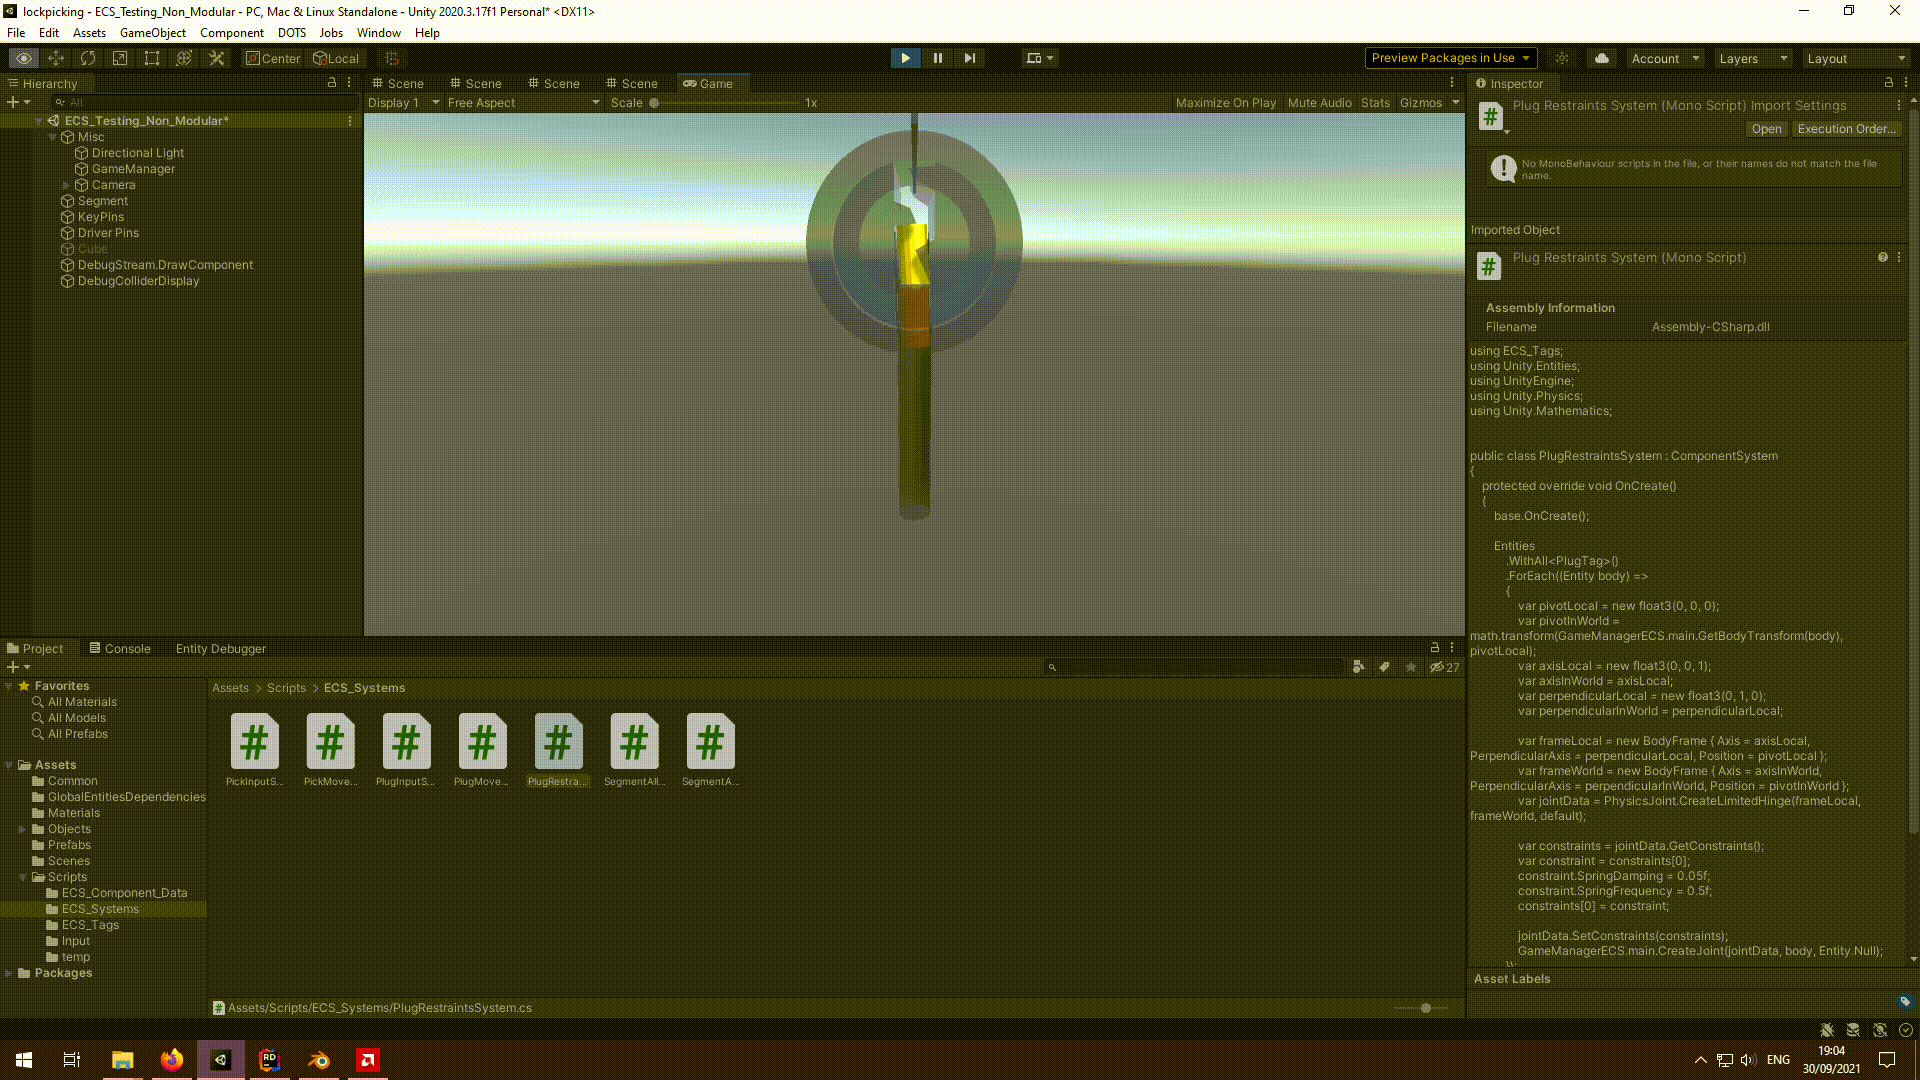 lockpicking - ECS_Testing_Non_Modular - PC, Mac & Linux Standalone - Unity 2020.3.17f1 Personal* <DX11>
File Edit Assets GameObject Component DOTS Jobs Window Help
Center Local
Preview Packages in Use
Account Layers Layout
Hierarchy
All
ECS_Testing_Non_Modular*
Misc
Directional Light
GameManager
Camera
Segment
KeyPins
Driver Pins
Cube
DebugStream.DrawComponent
DebugColliderDisplay
Scene Scene Scene Scene Game
Display 1 Free Aspect Scale 1x Maximize On Play Mute Audio Stats Gizmos
Inspector
Plug Restraints System (Mono Script) Import Settings
Open Execution Order...
No MonoBehaviour scripts in the file, or their names do not match the file
name.
Imported Object
Plug Restraints System (Mono Script)
Assembly Information
Filename Assembly-CSharp.dll
using ECS_Tags;
using Unity.Entities;
using UnityEngine;
using Unity.Physics;
using Unity.Mathematics;
public class PlugRestraintsSystem : ComponentSystem
{
protected override void OnCreate()
{
base.OnCreate();
Entities
.WithAll<PlugTag>()
.ForEach((Entity body) =>
{
var pivotLocal = new float3(0, 0, 0);
var pivotInWorld =
math.transform(GameManagerECS.main.GetBodyTransform(body),
pivotLocal);
var axisLocal = new float3(0, 0, 1);
var axisInWorld = axisLocal;
var perpendicularLocal = new float3(0, 1, 0);
var perpendicularInWorld = perpendicularLocal;
var frameLocal = new BodyFrame { Axis = axisLocal,
PerpendicularAxis = perpendicularLocal, Position = pivotLocal };
var frameWorld = new BodyFrame { Axis = axisInWorld,
PerpendicularAxis = perpendicularInWorld, Position = pivotInWorld };
var jointData = PhysicsJoint.CreateLimitedHinge(frameLocal,
frameWorld, default);
var constraints = jointData.GetConstraints();
var constraint = constraints[0];
constraint.SpringDamping = 0.05f;
constraint.SpringFrequency = 0.5f;
constraints[0] = constraint;
jointData.SetConstraints(constraints);
GameManagerECS.main.CreateJoint(jointData, body, Entity.Null);
});
Asset Labels
Project Console Entity Debugger
27
Favorites
All Materials
All Models
All Prefabs
Assets
Common
GlobalEntitiesDependencies
Materials
Objects
Prefabs
Scenes
Scripts
ECS_Component_Data
ECS_Systems
ECS_Tags
Input
temp
Packages
Assets > Scripts > ECS_Systems
PickInputS... PickMove... PlugInputS... PlugMove... PlugRestra... SegmentAll... SegmentA...
Assets/Scripts/ECS_Systems/PlugRestraintsSystem.cs
RD
ENG
19:04
30/09/2021